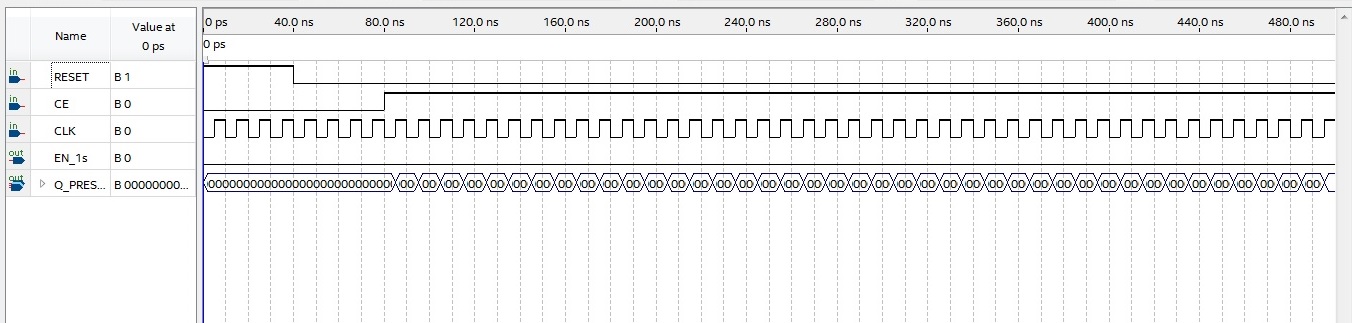 Name Value at 0 ps
0 ps 40.0 ns 80.0 ns 120.0 ns 160.0 ns 200.0 ns 240.0 ns 280.0 ns 320.0 ns 360.0 ns 400.0 ns 440.0 ns 480.0 ns
0 ps
in RESET B 1
in CE B 0
in CLK B 0
out EN_1s B 0
out Q_PRES... B 00000000... 00000000000000000000000000 00 00 00 00 00 00 00 00 00 00 00 00 00 00 00 00 00 00 00 00 00 00 00 00 00 00 00 00 00 00 00 00 00 00 00 00 00 00 00 00 00